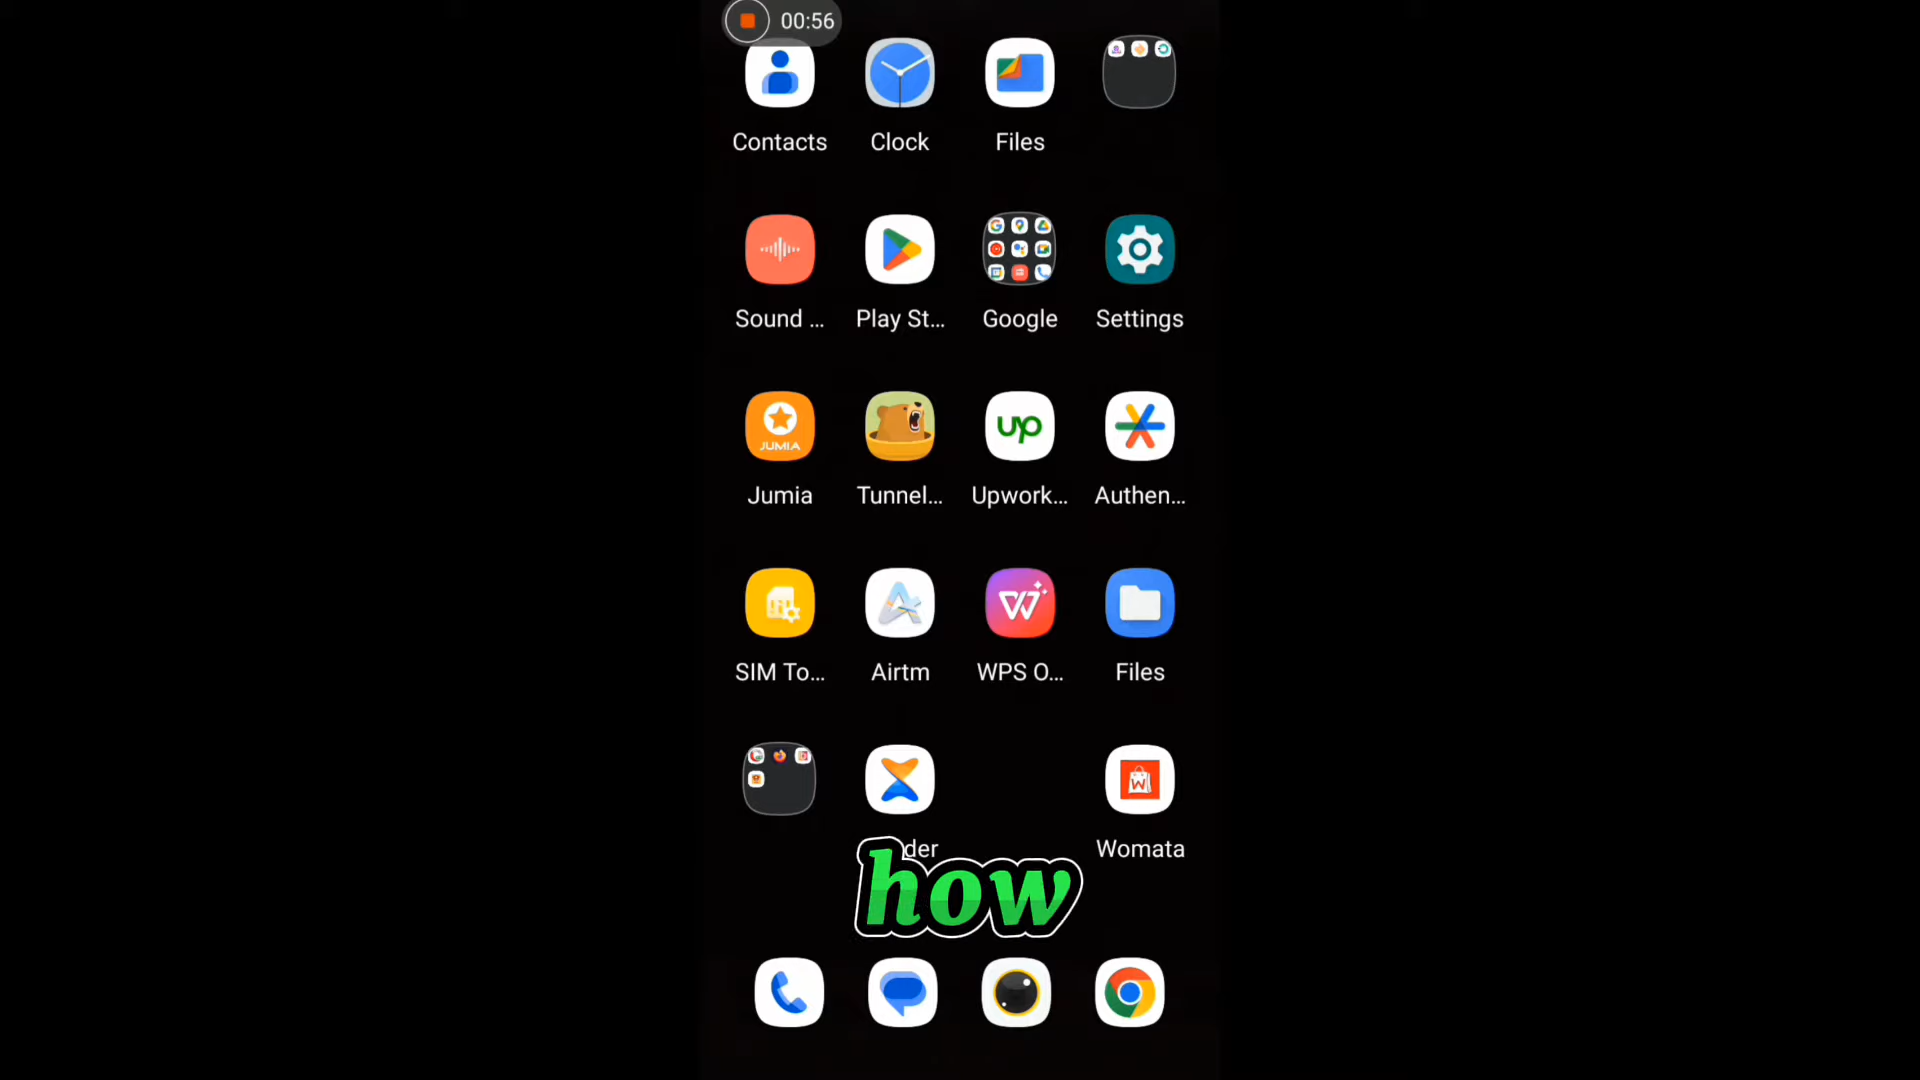 00:56
Contacts Clock Files
Sound ... Play St... Google Settings
JUMIA
up
Jumia Tunnel... Upwork... Authen...
SIM To... Airtm WPS O... Files
W
der Womata
how